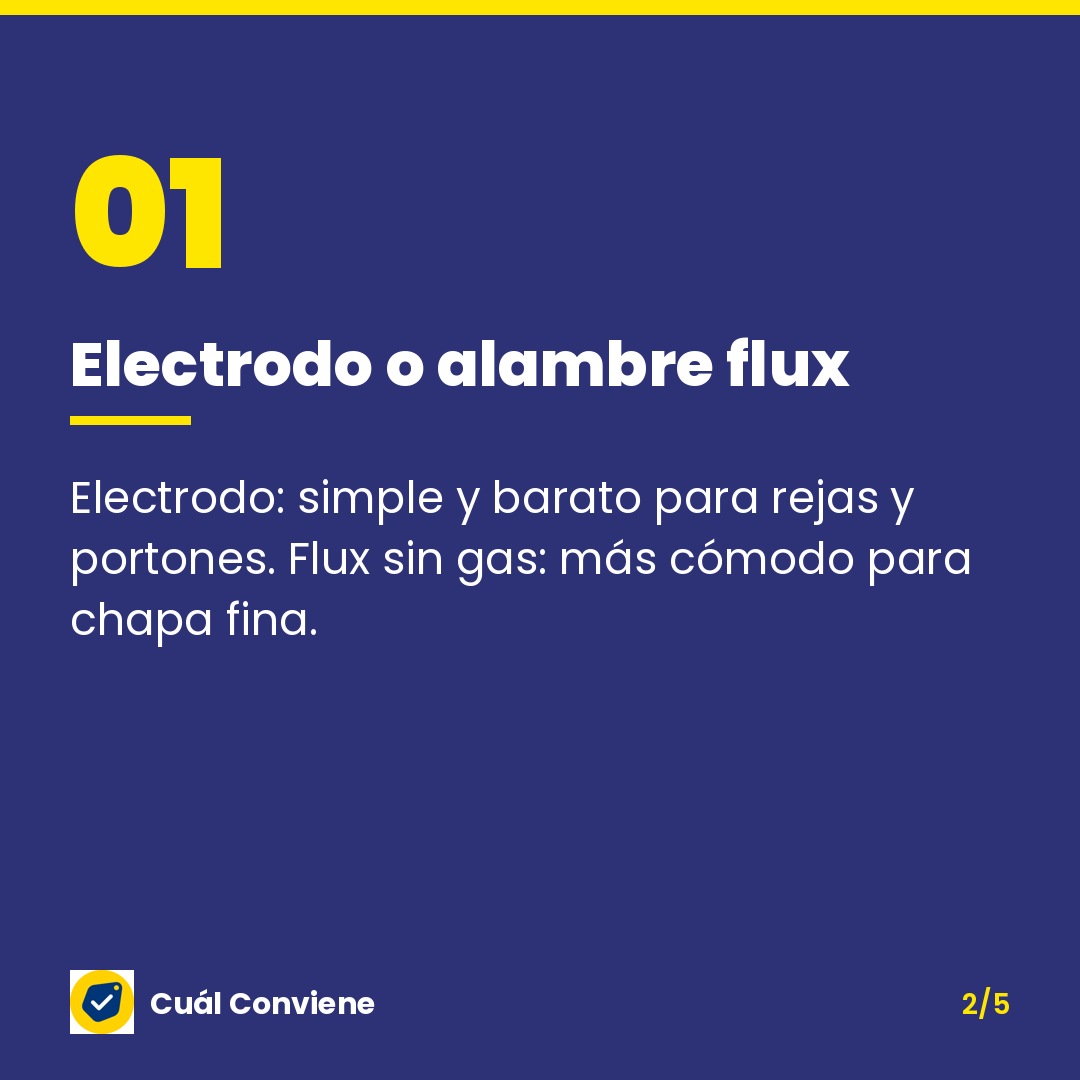 01
Electrodo o alambre flux
Electrodo: simple y barato para rejas y
portones. Flux sin gas: más cómodo para
chapa fina.
Cuál Conviene
2/5